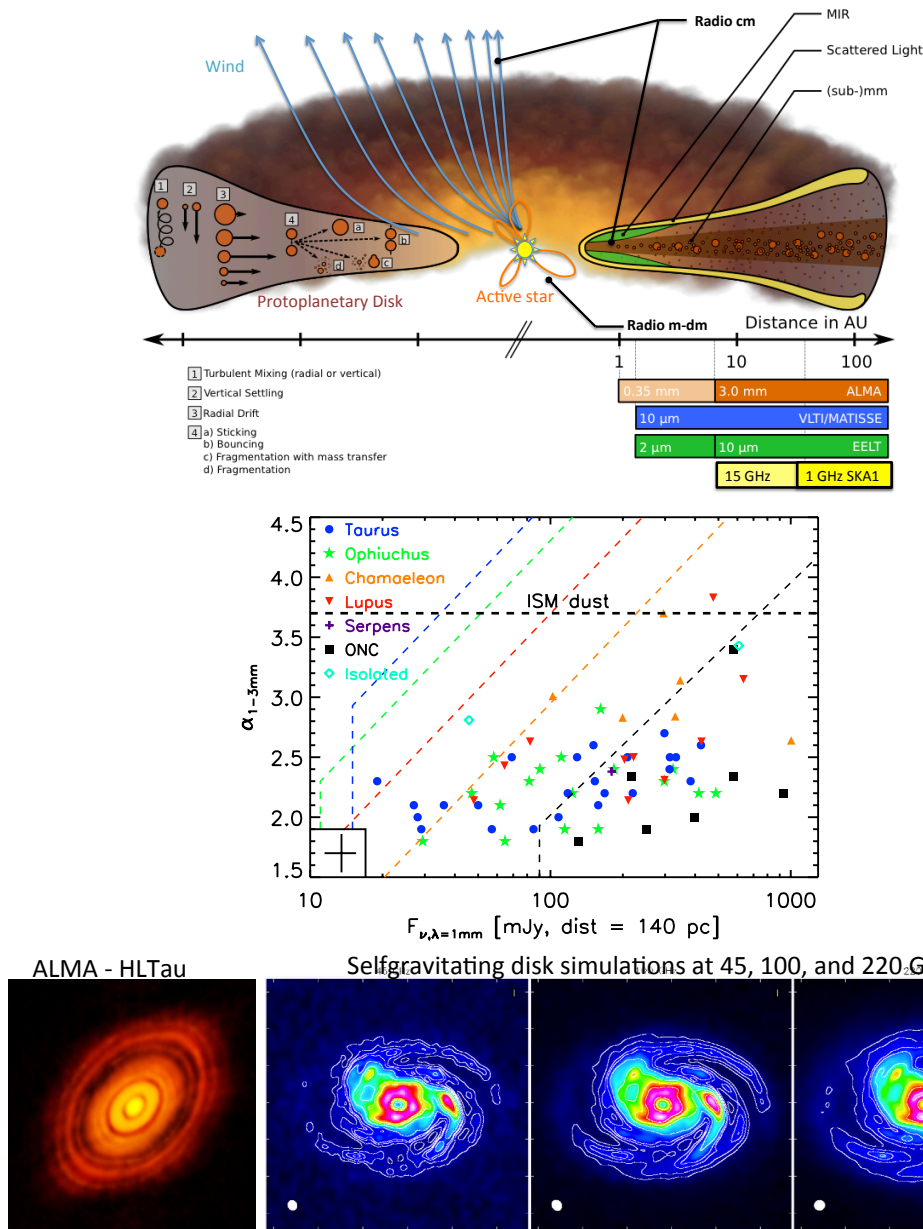 Radio cm
MIR
Scattered Light
(sub-)mm
Wind
1
2
3
4
a
b
c
d
Protoplanetary Disk
Active star
Radio m-dm
Distance in AU
1 10 100
1 Turbulent Mixing (radial or vertical)
2 Vertical Settling
3 Radial Drift
4 a) Sticking
b) Bouncing
c) Fragmentation with mass transfer
d) Fragmentation
0.35 mm 3.0 mm ALMA
10 µm VLTI/MATISSE
2 µm 10 µm EELT
15 GHz 1 GHz SKA1
4.5
4.0
3.5
3.0
2.5
2.0
1.5
α1-3mm
Taurus
Ophiuchus
Chamaeleon
Lupus
Serpens
ONC
Isolated
ISM dust
10 100 1000
Fν,λ=1mm [mJy, dist = 140 pc]
ALMA - HLTau
Selfgravitating disk simulations at 45, 100, and 220 G